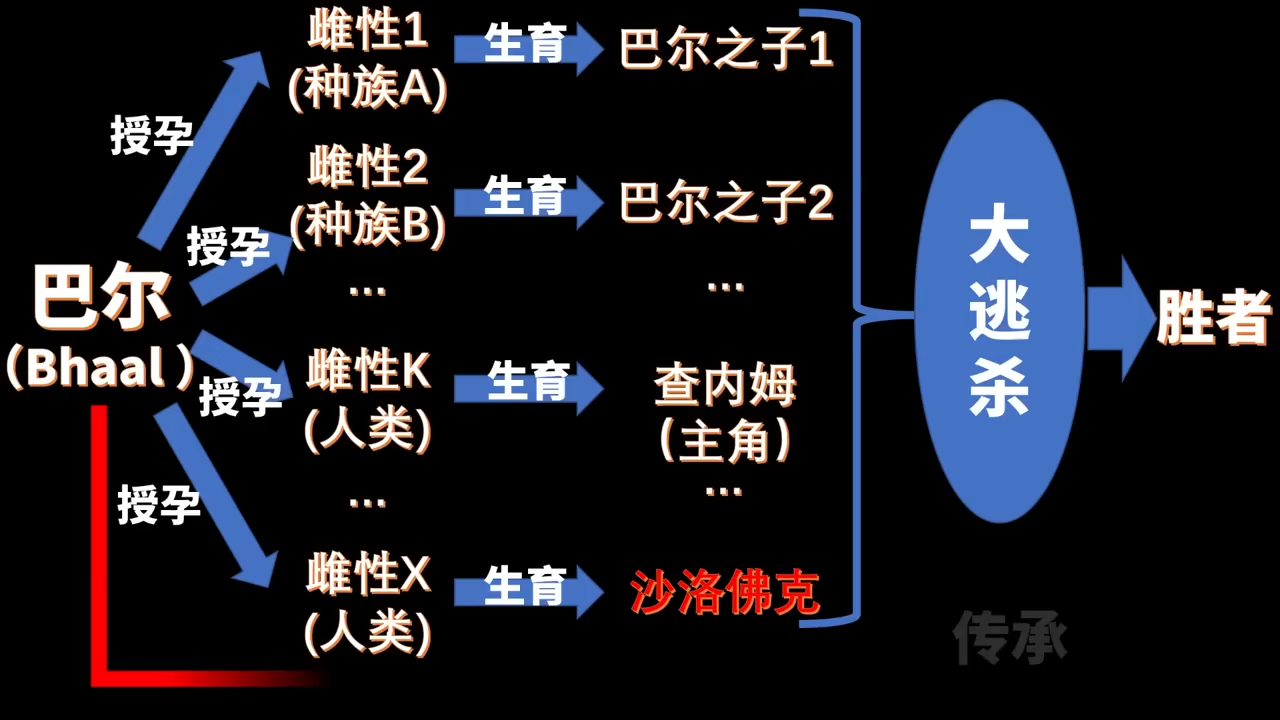 雌性1
(种族A)
生育
巴尔之子1
授孕
雌性2
(种族B)
生育
巴尔之子2
授孕
...
...
巴尔
（Bhaal ）
大逃杀
胜者
授孕
雌性K
(人类)
生育
查内姆
（主角）
...
...
授孕
雌性X
(人类)
生育
沙洛佛克
传承